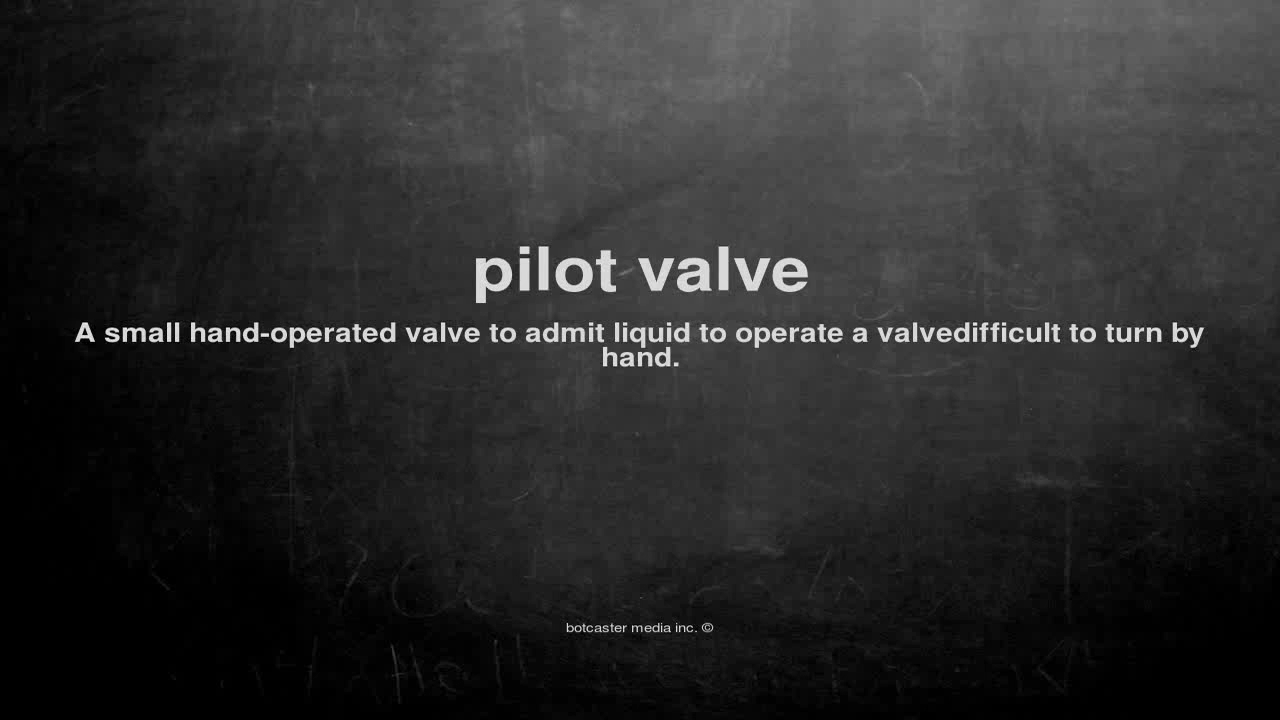 pilot valve
A small hand-operated valve to admit liquid to operate a valvedifficult to turn by
hand.
botcaster media inc. ©